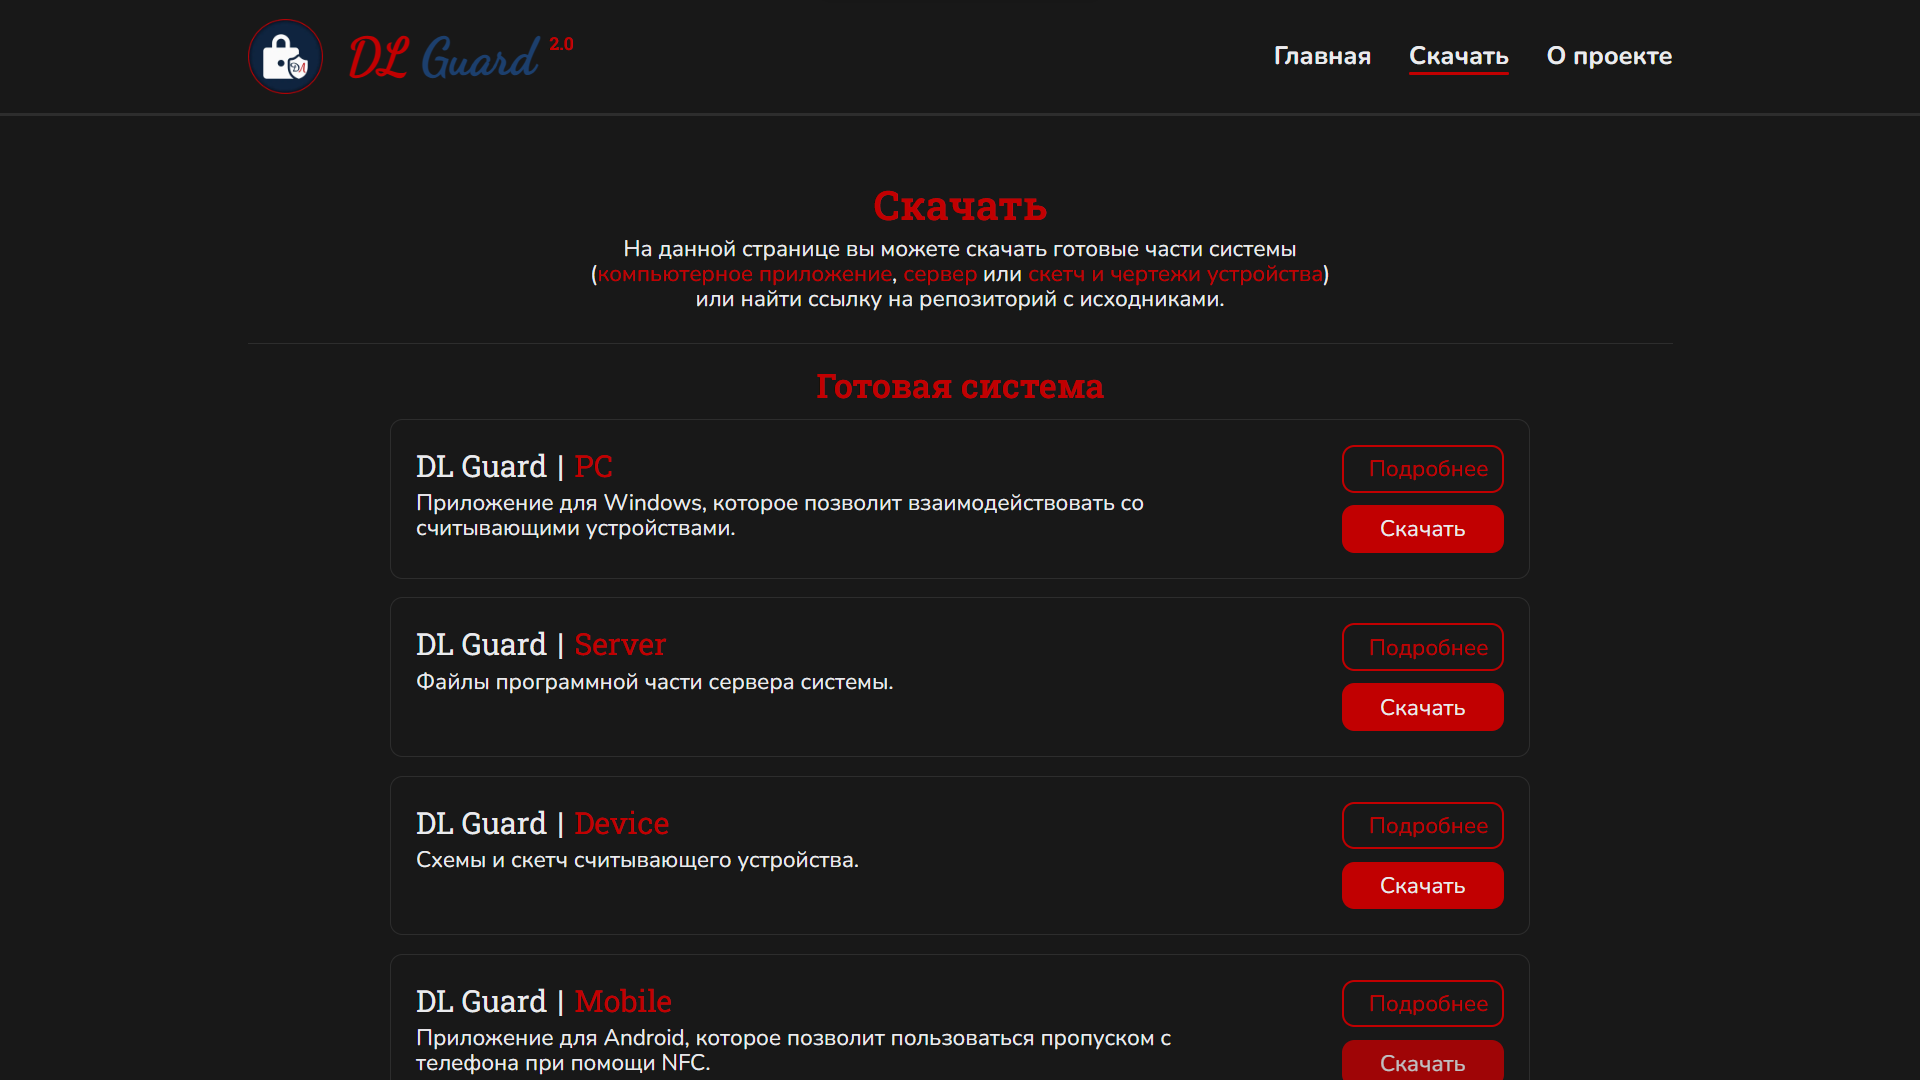 DL Guard 2.0
Главная Скачать О проекте
Скачать
На данной странице вы можете скачать готовые части системы
(компьютерное приложение, сервер или скетч и чертежи устройства)
или найти ссылку на репозиторий с исходниками.
Готовая система
DL Guard | PC
Приложение для Windows, которое позволит взаимодействовать со
считывающими устройствами.
Подробнее
Скачать
DL Guard | Server
Файлы программной части сервера системы.
Подробнее
Скачать
DL Guard | Device
Схемы и скетч считывающего устройства.
Подробнее
Скачать
DL Guard | Mobile
Приложение для Android, которое позволит пользоваться пропуском с
телефона при помощи NFC.
Подробнее
Скачать